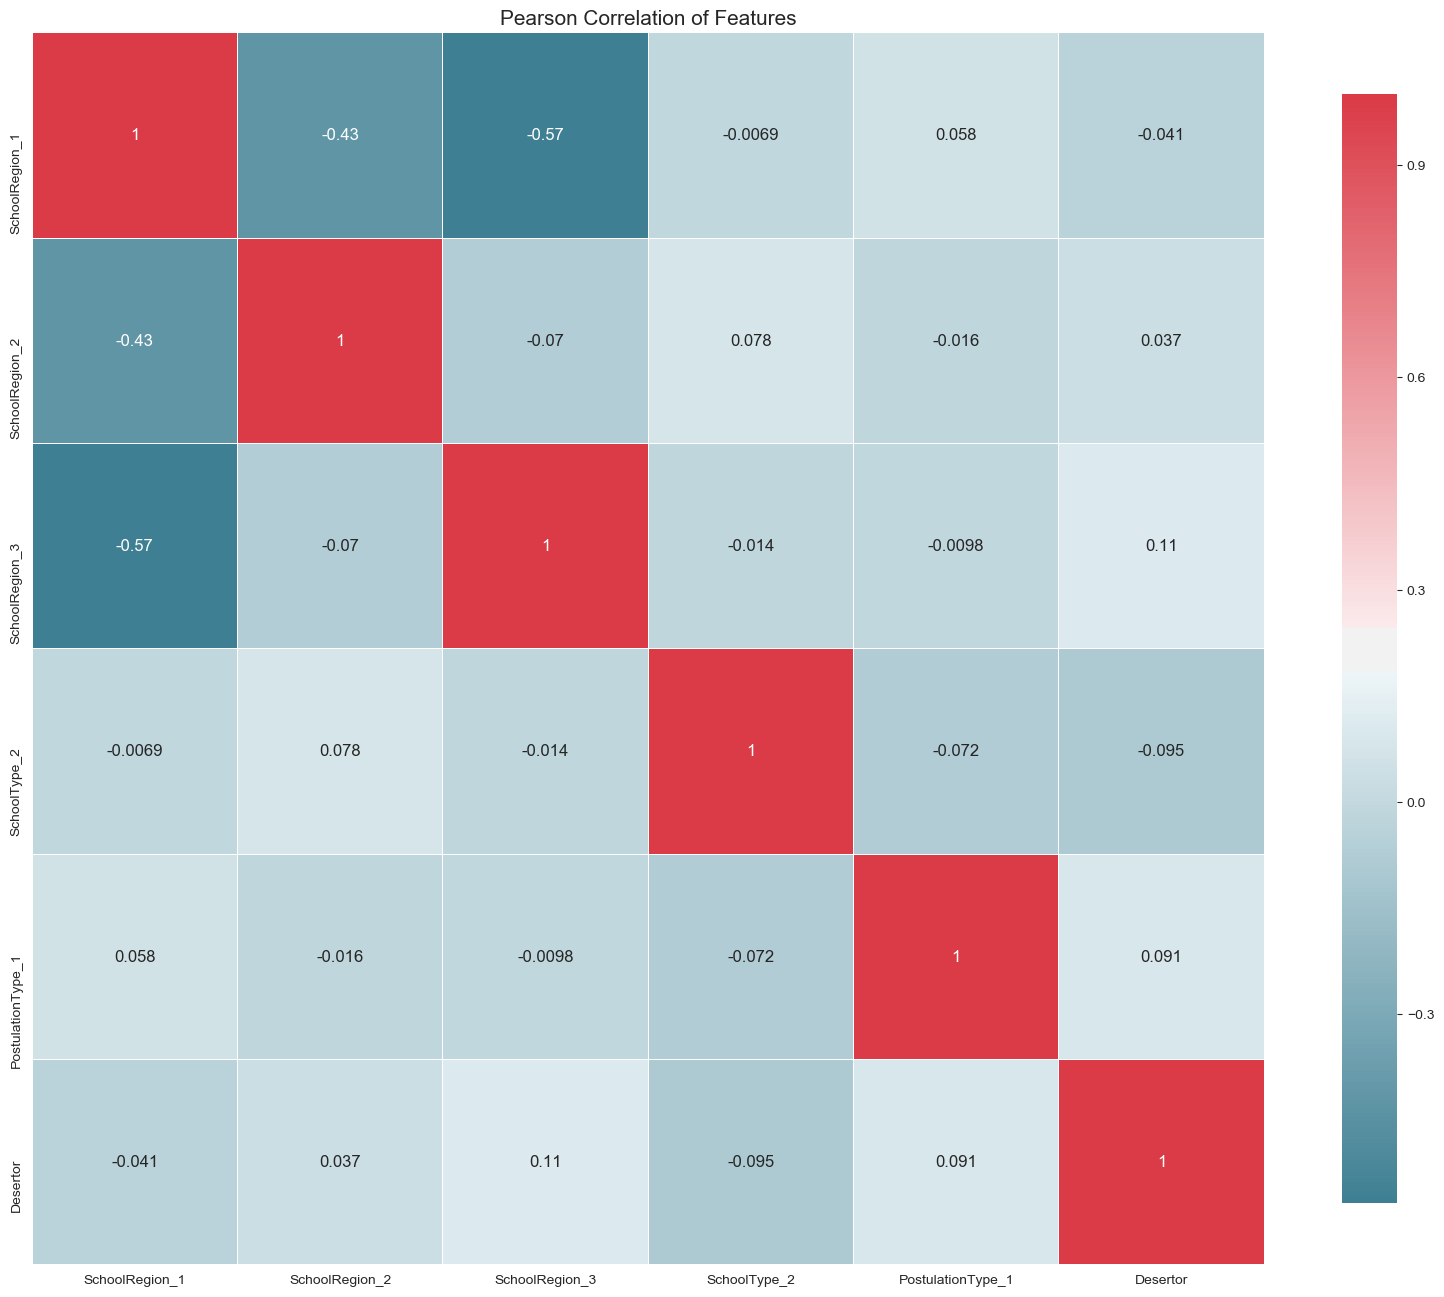 Pearson Correlation of Features
SchoolRegion_1
1 -0.43 -0.57 -0.0069 0.058 -0.041
SchoolRegion_2
-0.43 1 -0.07 0.078 -0.016 0.037
SchoolRegion_3
-0.57 -0.07 1 -0.014 -0.0098 0.11
SchoolType_2
-0.0069 0.078 -0.014 1 -0.072 -0.095
PostulationType_1
0.058 -0.016 -0.0098 -0.072 1 0.091
Desertor
-0.041 0.037 0.11 -0.095 0.091 1
SchoolRegion_1 SchoolRegion_2 SchoolRegion_3 SchoolType_2 PostulationType_1 Desertor
0.9
0.6
0.3
0.0
−0.3